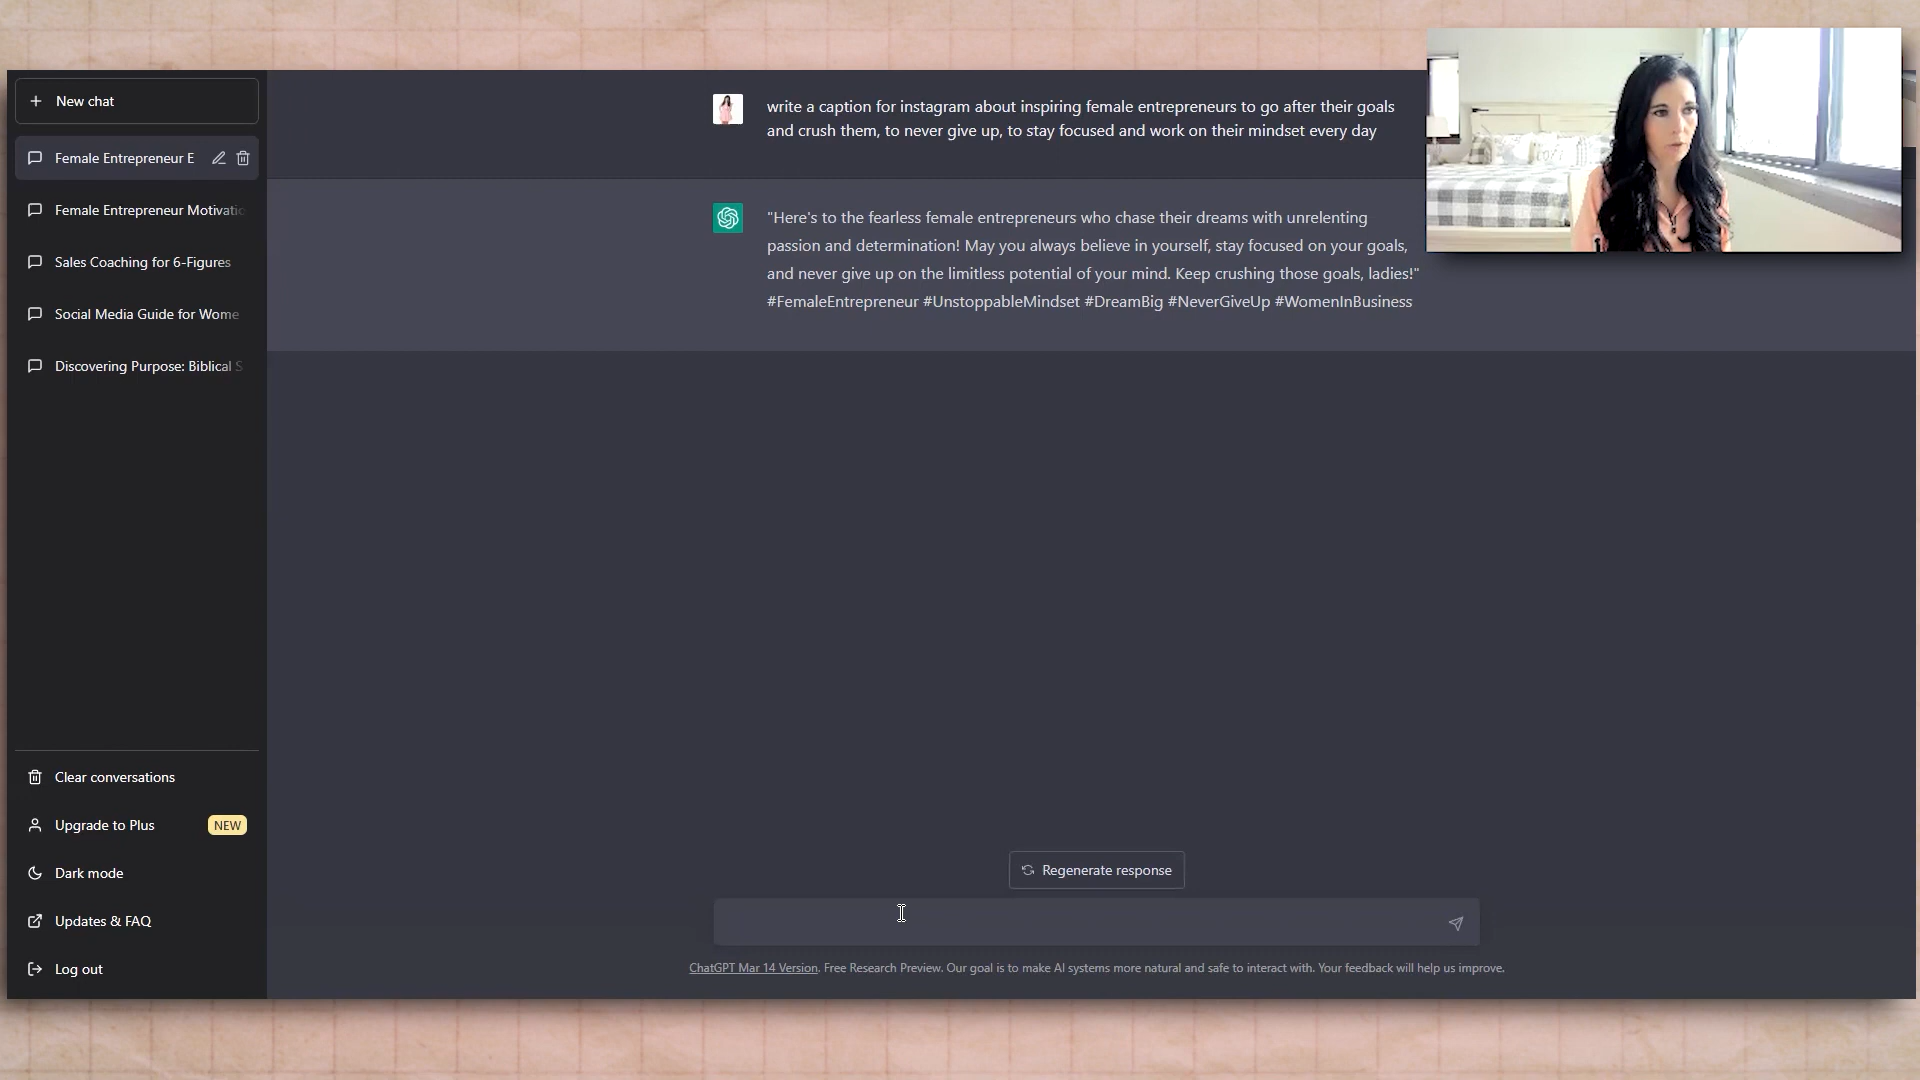 New chat
Female Entrepreneur E
Female Entrepreneur Motivatio
Sales Coaching for 6-Figures
Social Media Guide for Wome
Discovering Purpose: Biblical S
Clear conversations
Upgrade to Plus NEW
Dark mode
Updates & FAQ
Log out
write a caption for instagram about inspiring female entrepreneurs to go after their goals
and crush them, to never give up, to stay focused and work on their mindset every day
"Here's to the fearless female entrepreneurs who chase their dreams with unrelenting
passion and determination! May you always believe in yourself, stay focused on your goals,
and never give up on the limitless potential of your mind. Keep crushing those goals, ladies!"
#FemaleEntrepreneur #UnstoppableMindset #DreamBig #NeverGiveUp #WomenInBusiness
Regenerate response
ChatGPT Mar 14 Version. Free Research Preview. Our goal is to make AI systems more natural and safe to interact with. Your feedback will help us improve.